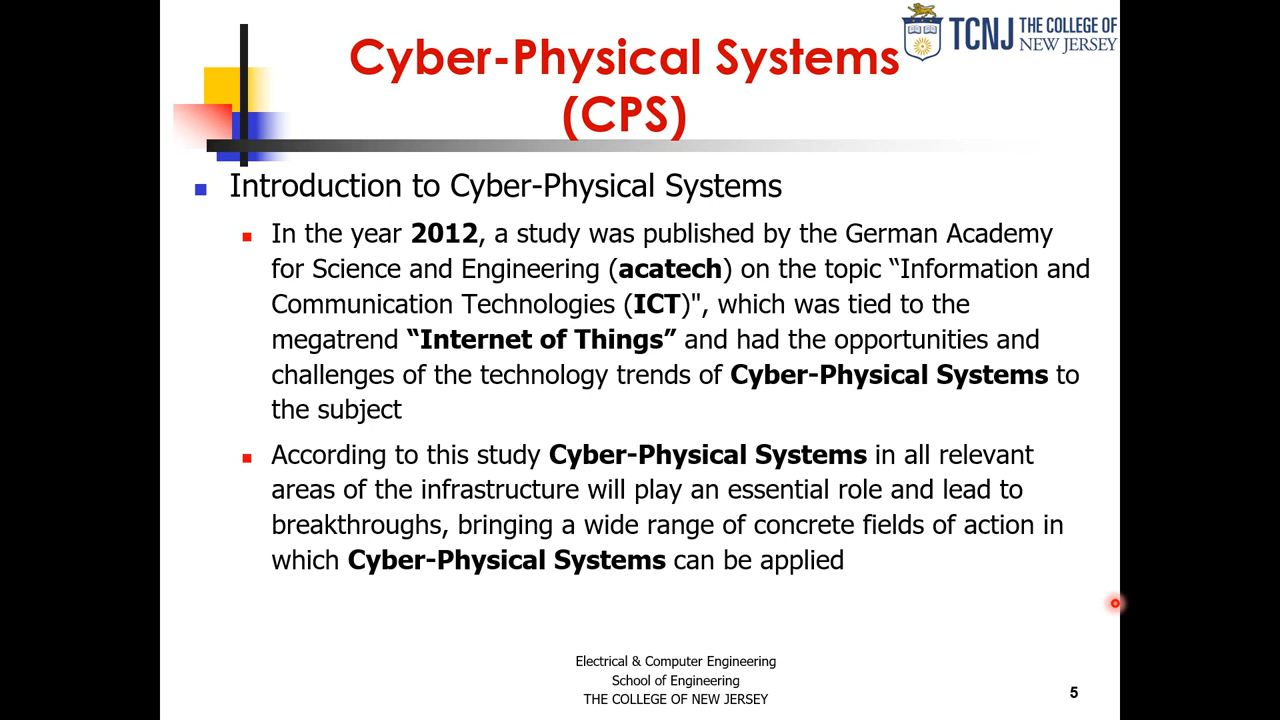 TCNJ THE COLLEGE OF
NEW JERSEY
Cyber-Physical Systems
(CPS)
Introduction to Cyber-Physical Systems
In the year 2012, a study was published by the German Academy
for Science and Engineering (acatech) on the topic “Information and
Communication Technologies (ICT)", which was tied to the
megatrend “Internet of Things” and had the opportunities and
challenges of the technology trends of Cyber-Physical Systems to
the subject
According to this study Cyber-Physical Systems in all relevant
areas of the infrastructure will play an essential role and lead to
breakthroughs, bringing a wide range of concrete fields of action in
which Cyber-Physical Systems can be applied
Electrical & Computer Engineering
School of Engineering
THE COLLEGE OF NEW JERSEY
5